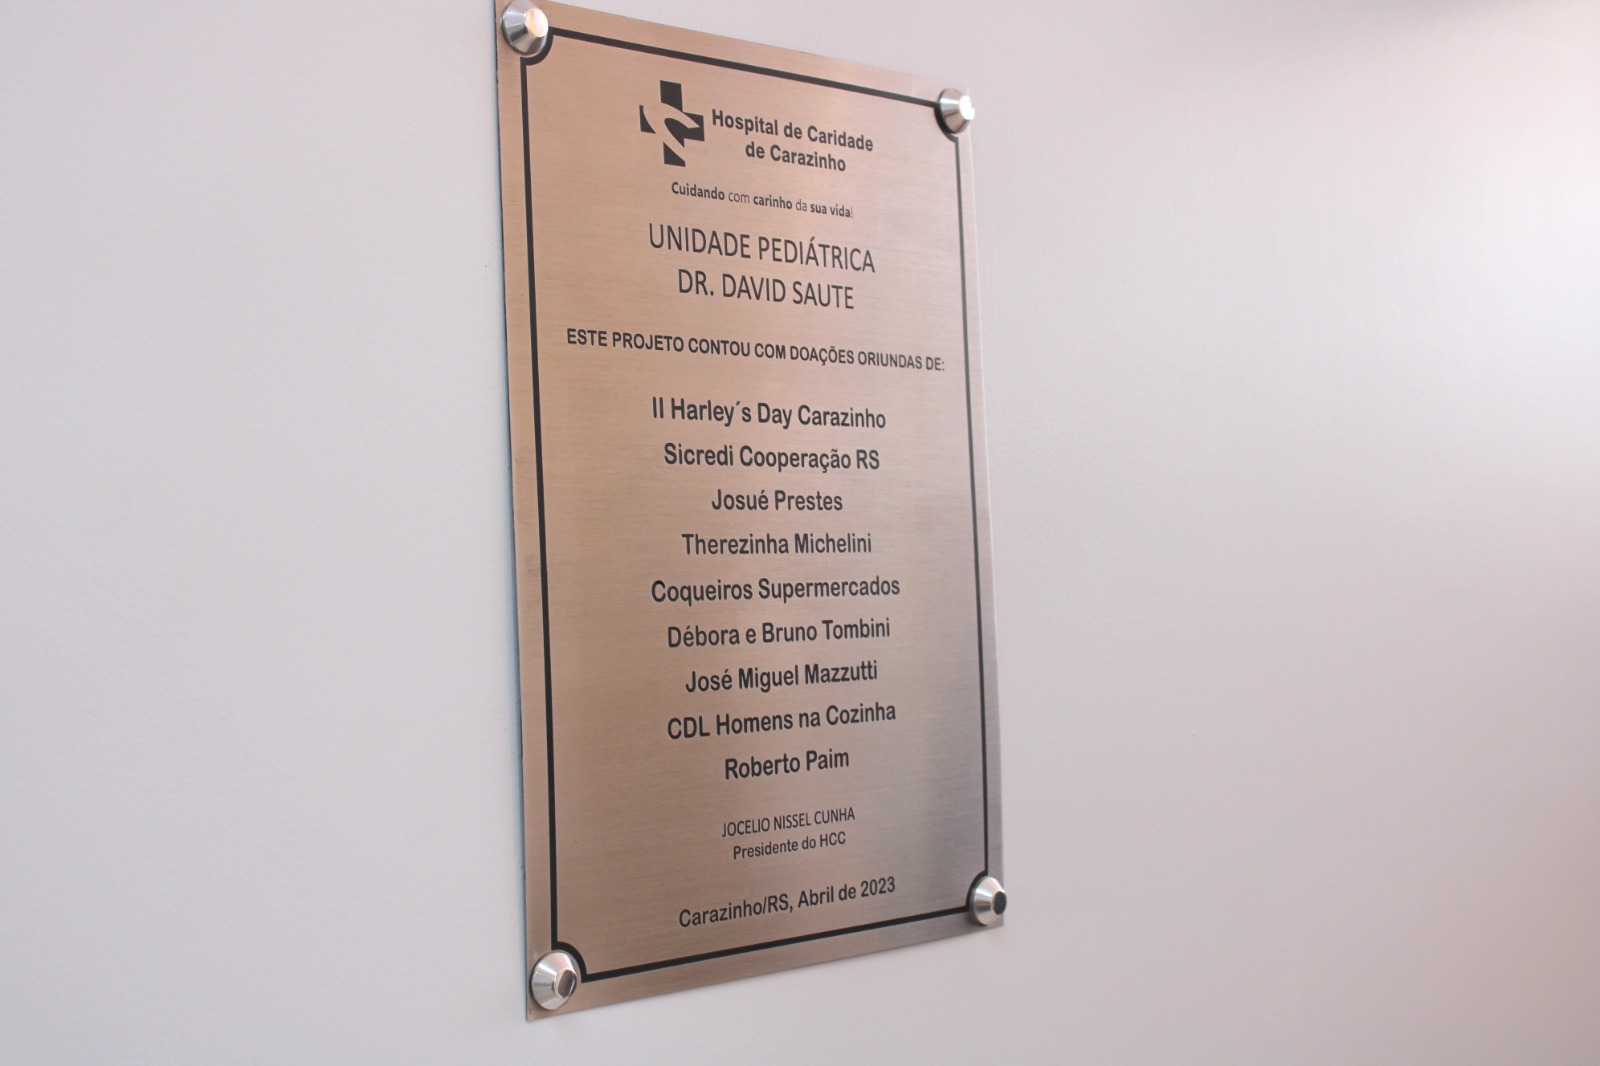 Hospital de Caridade
de Carazinho
Cuidando com carinho da sua vida!
UNIDADE PEDIÁTRICA
DR. DAVID SAUTE
ESTE PROJETO CONTOU COM DOAÇÕES ORIUNDAS DE:
II Harley´s Day Carazinho
Sicredi Cooperação RS
Josué Prestes
Therezinha Michelini
Coqueiros Supermercados
Débora e Bruno Tombini
José Miguel Mazzutti
CDL Homens na Cozinha
Roberto Paim
JOCELIO NISSEL CUNHA
Presidente do HCC
Carazinho/RS, Abril de 2023